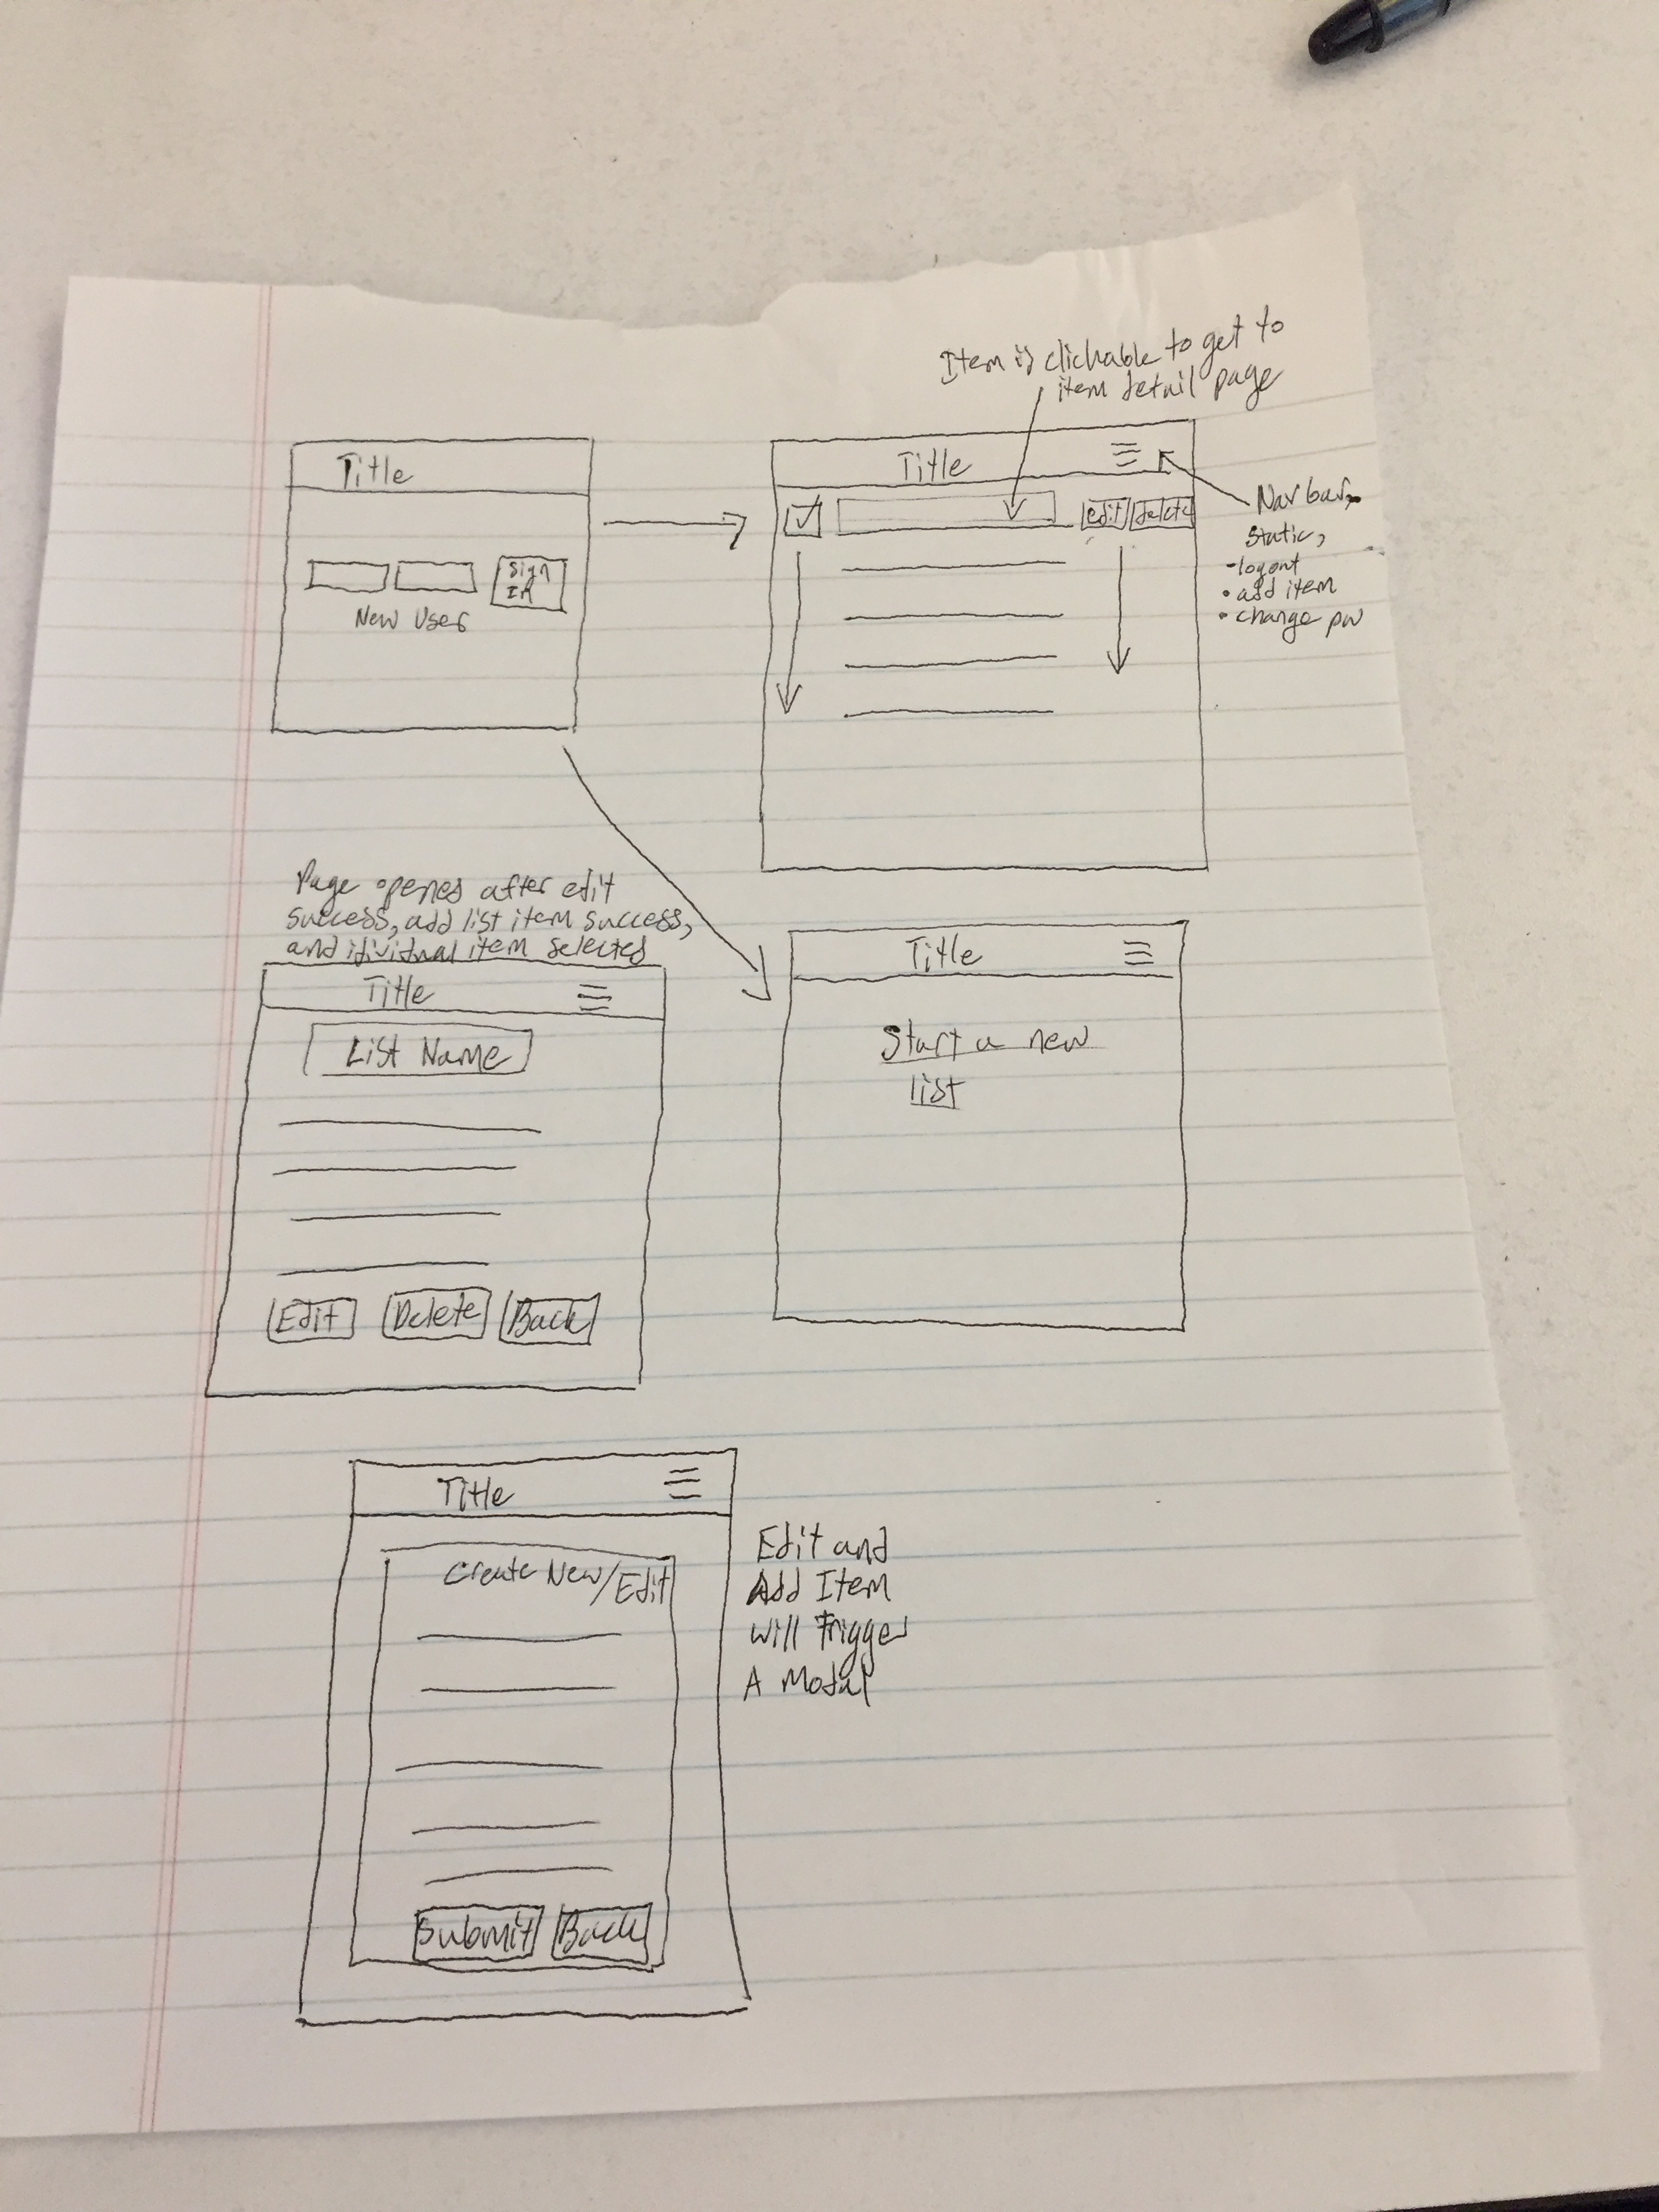 Item is clickable to get to
item detail page
Title
Sign
In
New User
Title
edit delete
Nav bar,
static,
-logout
• add item
• change pw
Page openes after edit
success, add list item success,
and idividual item selected
Title
List Name
Edit Delete Back
Title
Start a new
list
Title
Create New/Edit
Submit Back
Edit and
Add Item
will Trigger
A Modal